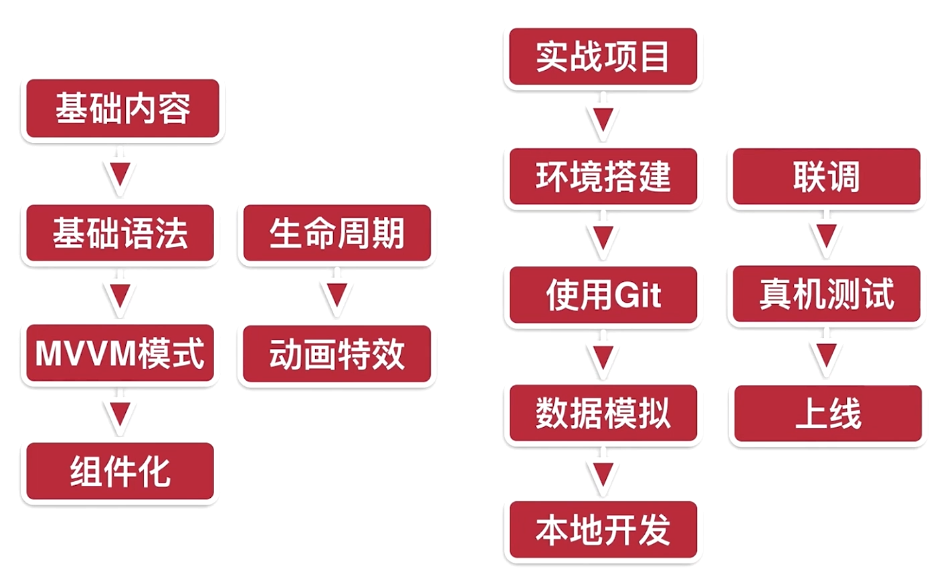 基础内容
基础语法
MVVM模式
组件化
生命周期
动画特效
实战项目
环境搭建
使用Git
数据模拟
本地开发
联调
真机测试
上线